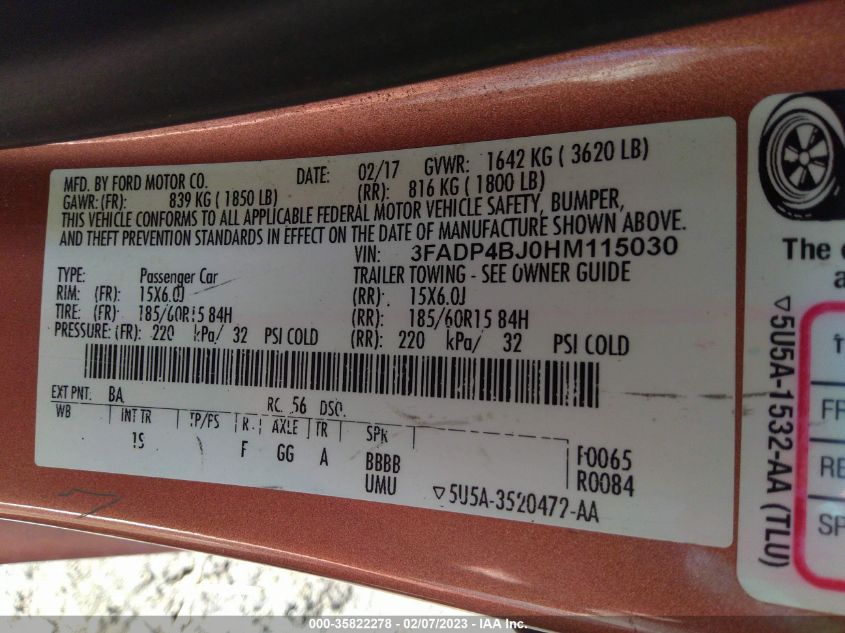 MFD. BY FORD MOTOR CO. DATE: 02/17 GVWR: 1642 KG ( 3620 LB)
GAWR: (FR): 839 KG ( 1850 LB) (RR): 816 KG ( 1800 LB)
THIS VEHICLE CONFORMS TO ALL APPLICABLE FEDERAL MOTOR VEHICLE SAFETY, BUMPER,
AND THEFT PREVENTION STANDARDS IN EFFECT ON THE DATE OF MANUFACTURE SHOWN ABOVE.
VIN: 3FADP4BJ0HM115030
TYPE: Passenger Car TRAILER TOWING - SEE OWNER GUIDE
RIM: (FR): 15X6.0J (RR): 15X6.0J
TIRE: (FR): 185/60R15 84H (RR): 185/60R15 84H
PRESSURE: (FR): 220 kPa/ 32 PSI COLD (RR): 220 kPa/ 32 PSI COLD
EXT PNT: BA RC: 56 DSO:
WB INT TR TP/PS R AXLE TR SPR
F GG A BBBB F0065
UMU R0084
▽5U5A-3520472-AA
The
▽5U5A-1532-AA (TLU)
FR
RE
SP
000-35822278 - 02/07/2023 - IAA Inc.